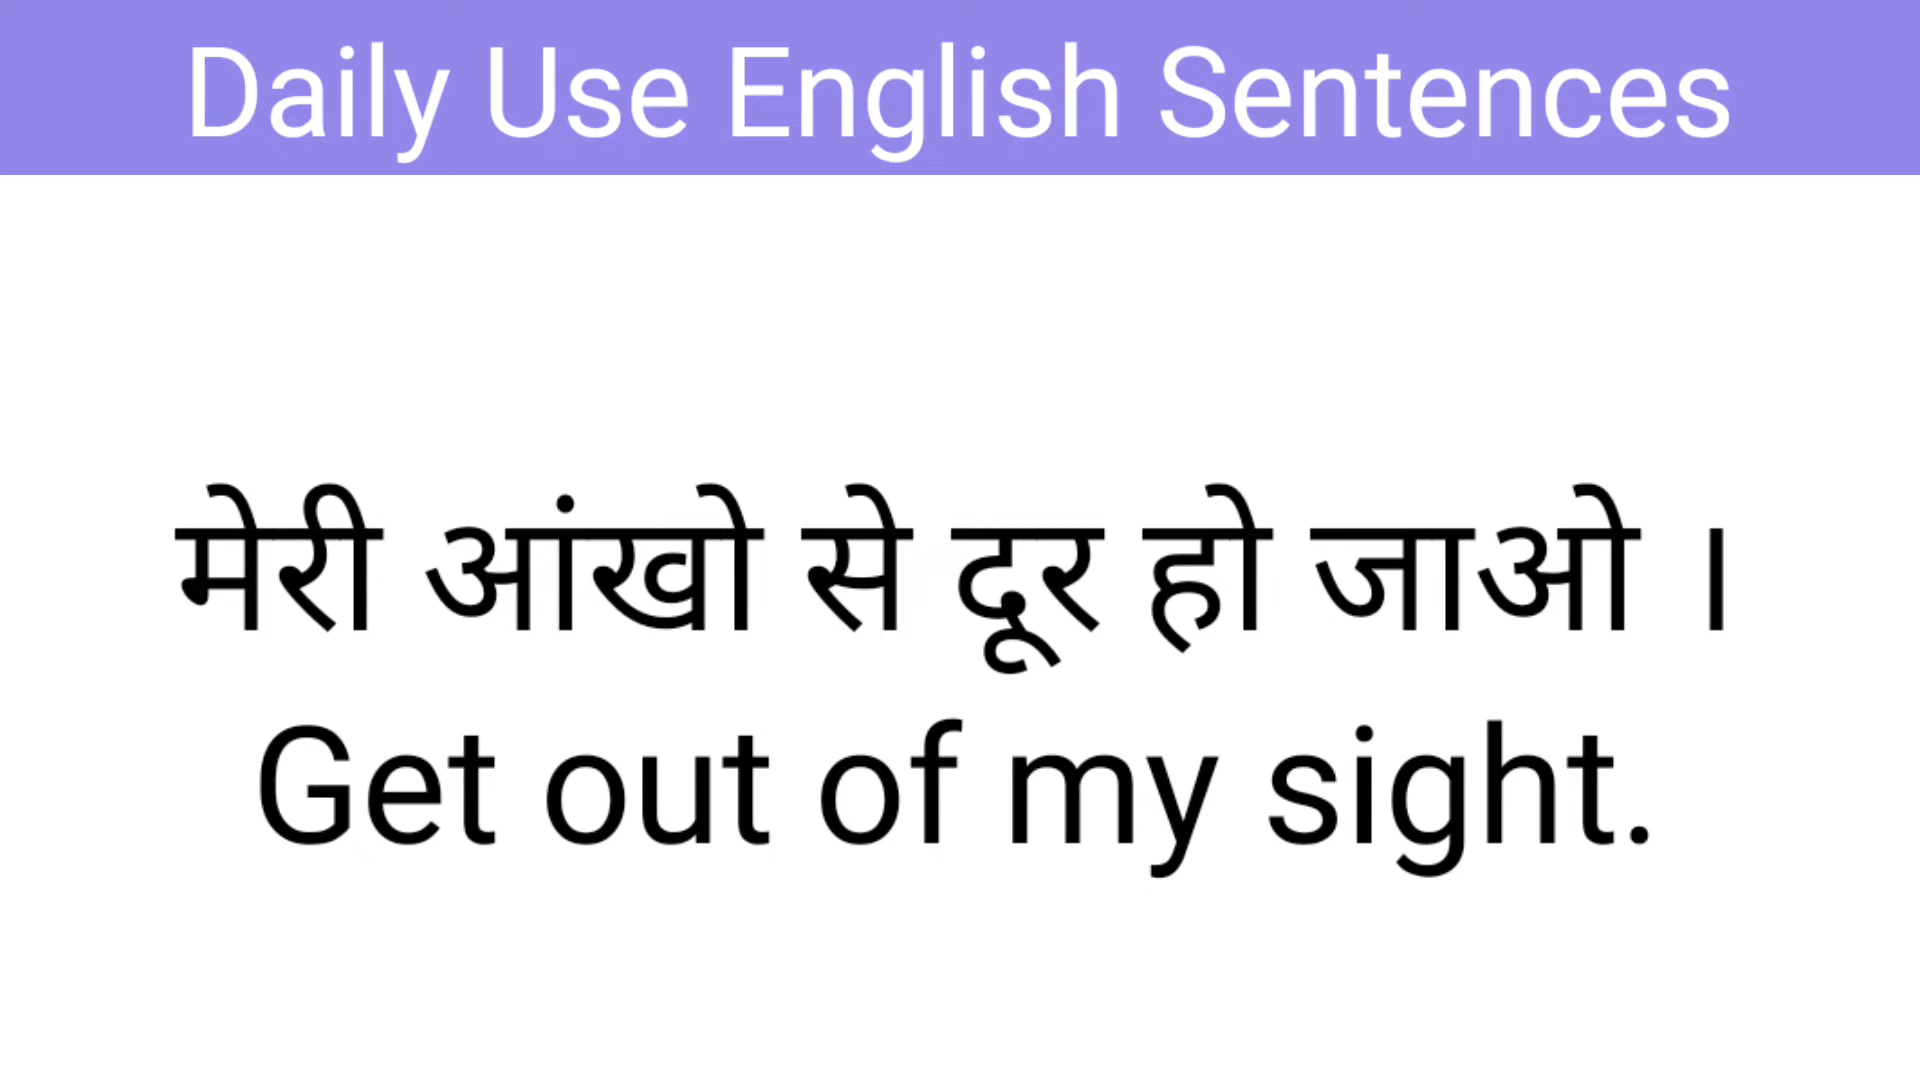 Daily Use English Sentences
मेरी आंखो से दूर हो जाओ ।
Get out of my sight.